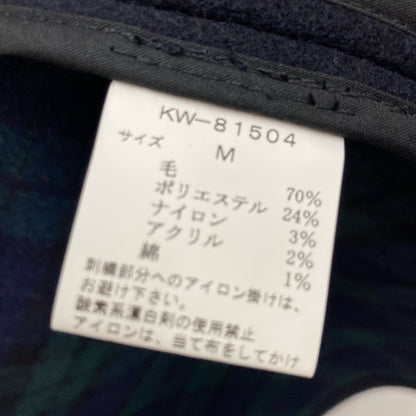 KW-81504
サイズ M
毛 70%
ポリエステル 24%
ナイロン 3%
アクリル 2%
綿 1%
刺繍部分へのアイロン掛けは、
お避け下さい。
酸素系漂白剤の使用禁止
アイロンは、当て布をしてかけ